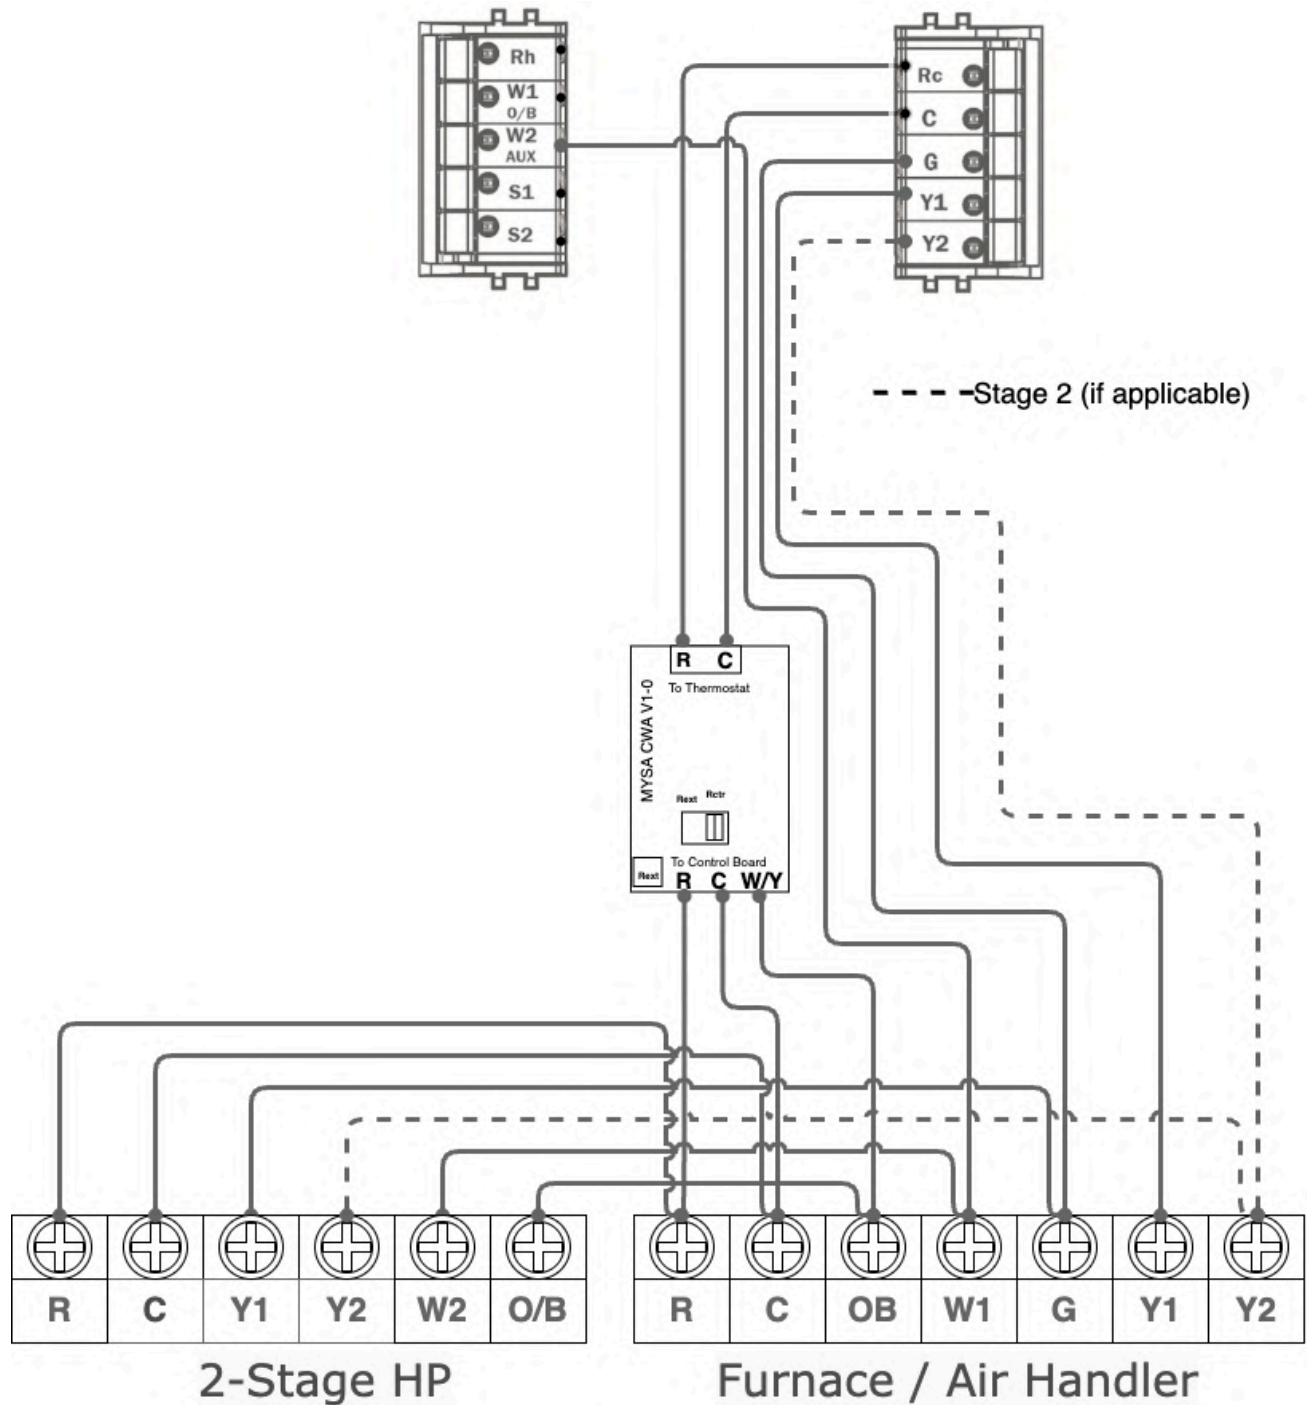 Rh
W1
O/B
W2
AUX
S1
S2
Rc
C
G
Y1
Y2
Stage 2 (if applicable)
R C
To Thermostat
MYSA CWA V1-0
Rext Rctr
To Control Board
Rext
R C W/Y
R C Y1 Y2 W2 O/B
R C OB W1 G Y1 Y2
2-Stage HP
Furnace / Air Handler